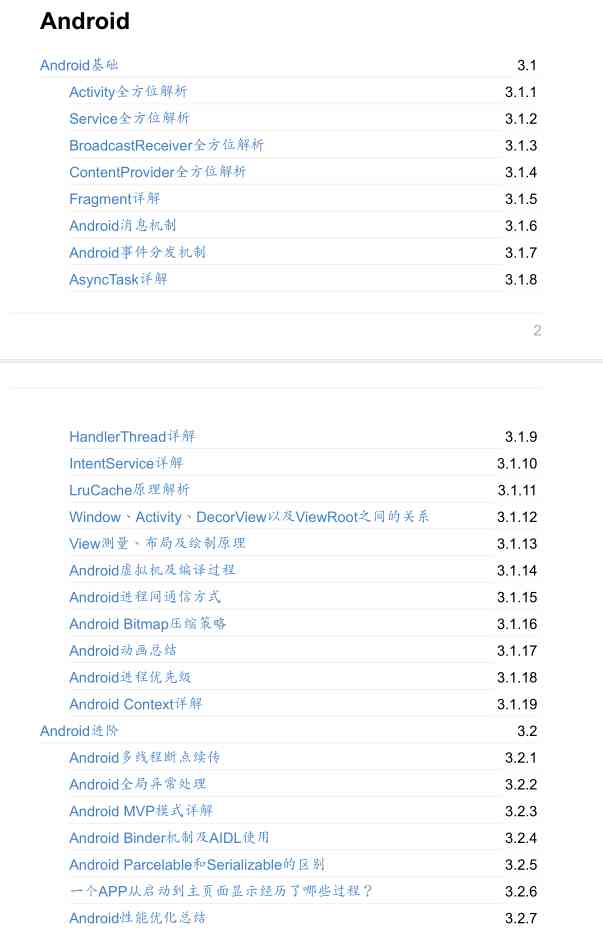 Android
Android基础 3.1
Activity全方位解析 3.1.1
Service全方位解析 3.1.2
BroadcastReceiver全方位解析 3.1.3
ContentProvider全方位解析 3.1.4
Fragment详解 3.1.5
Android消息机制 3.1.6
Android事件分发机制 3.1.7
AsyncTask详解 3.1.8
2
HandlerThread详解 3.1.9
IntentService详解 3.1.10
LruCache原理解析 3.1.11
Window、Activity、DecorView以及ViewRoot之间的关系 3.1.12
View测量、布局及绘制原理 3.1.13
Android虚拟机及编译过程 3.1.14
Android进程间通信方式 3.1.15
Android Bitmap压缩策略 3.1.16
Android动画总结 3.1.17
Android进程优先级 3.1.18
Android Context详解 3.1.19
Android进阶 3.2
Android多线程断点续传 3.2.1
Android全局异常处理 3.2.2
Android MVP模式详解 3.2.3
Android Binder机制及AIDL使用 3.2.4
Android Parcelable和Serializable的区别 3.2.5
一个APP从启动到主页面显示经历了哪些过程？ 3.2.6
Android性能优化总结 3.2.7